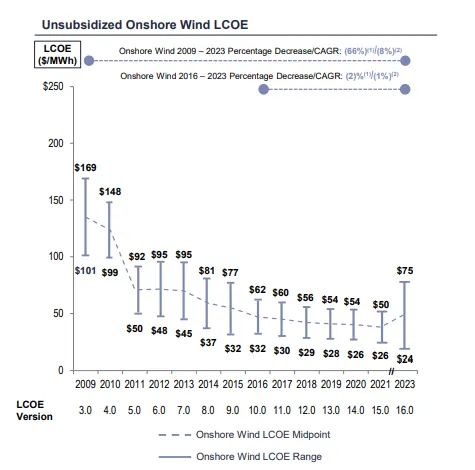 Unsubsidized Onshore Wind LCOE
LCOE
($/MWh)
Onshore Wind 2009 – 2023 Percentage Decrease/CAGR: (66%)(1)/(8%)(2)
Onshore Wind 2016 – 2023 Percentage Decrease/CAGR: (2)%(1)/(1%)(2)
$250
200
150
100
50
0
$169 $148 $92 $95 $95 $81 $77 $62 $60 $56 $54 $54 $50 $75
$101 $99 $50 $48 $45 $37 $32 $32 $30 $29 $28 $26 $26 $24
2009 2010 2011 2012 2013 2014 2015 2016 2017 2018 2019 2020 2021 // 2023
LCOE
Version
3.0 4.0 5.0 6.0 7.0 8.0 9.0 10.0 11.0 12.0 13.0 14.0 15.0 16.0
Onshore Wind LCOE Midpoint
Onshore Wind LCOE Range